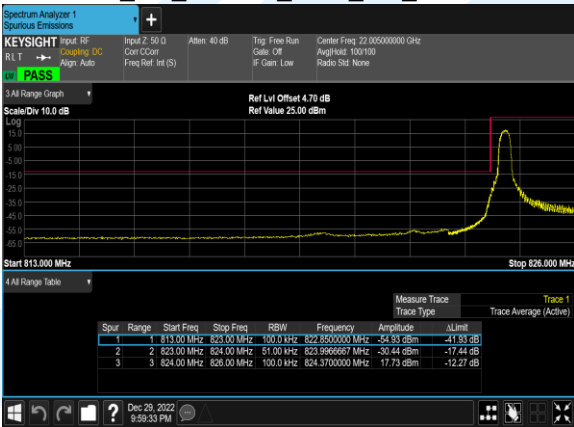 Spectrum Analyzer 1
Spurious Emissions
KEYSIGHT Input: RF Input Z: 50 Ω Atten: 40 dB Trig: Free Run Center Freq: 22.005000000 GHz
RLT Coupling: DC Corr CCorr Gate: Off Avg|Hold: 100/100
Align: Auto Freq Ref: Int (S) IF Gain: Low Radio Std: None
PASS
3 All Range Graph
Ref Lvl Offset 4.70 dB
Scale/Div 10.0 dB Ref Value 25.00 dBm
Log
15.0
5.00
-5.00
-15.0
-25.0
-35.0
-45.0
-55.0
-65.0
Start 813.000 MHz Stop 826.000 MHz
4 All Range Table
Measure Trace Trace 1
Trace Type Trace Average (Active)
Spur Range Start Freq Stop Freq RBW Frequency Amplitude ΔLimit
1 1 813.00 MHz 823.00 MHz 100.0 kHz 822.8500000 MHz -54.93 dBm -41.93 dB
2 2 823.00 MHz 824.00 MHz 51.00 kHz 823.9966667 MHz -30.44 dBm -17.44 dB
3 3 824.00 MHz 826.00 MHz 100.0 kHz 824.3700000 MHz 17.73 dBm -12.27 dB
? Dec 29, 2022
9:59:33 PM